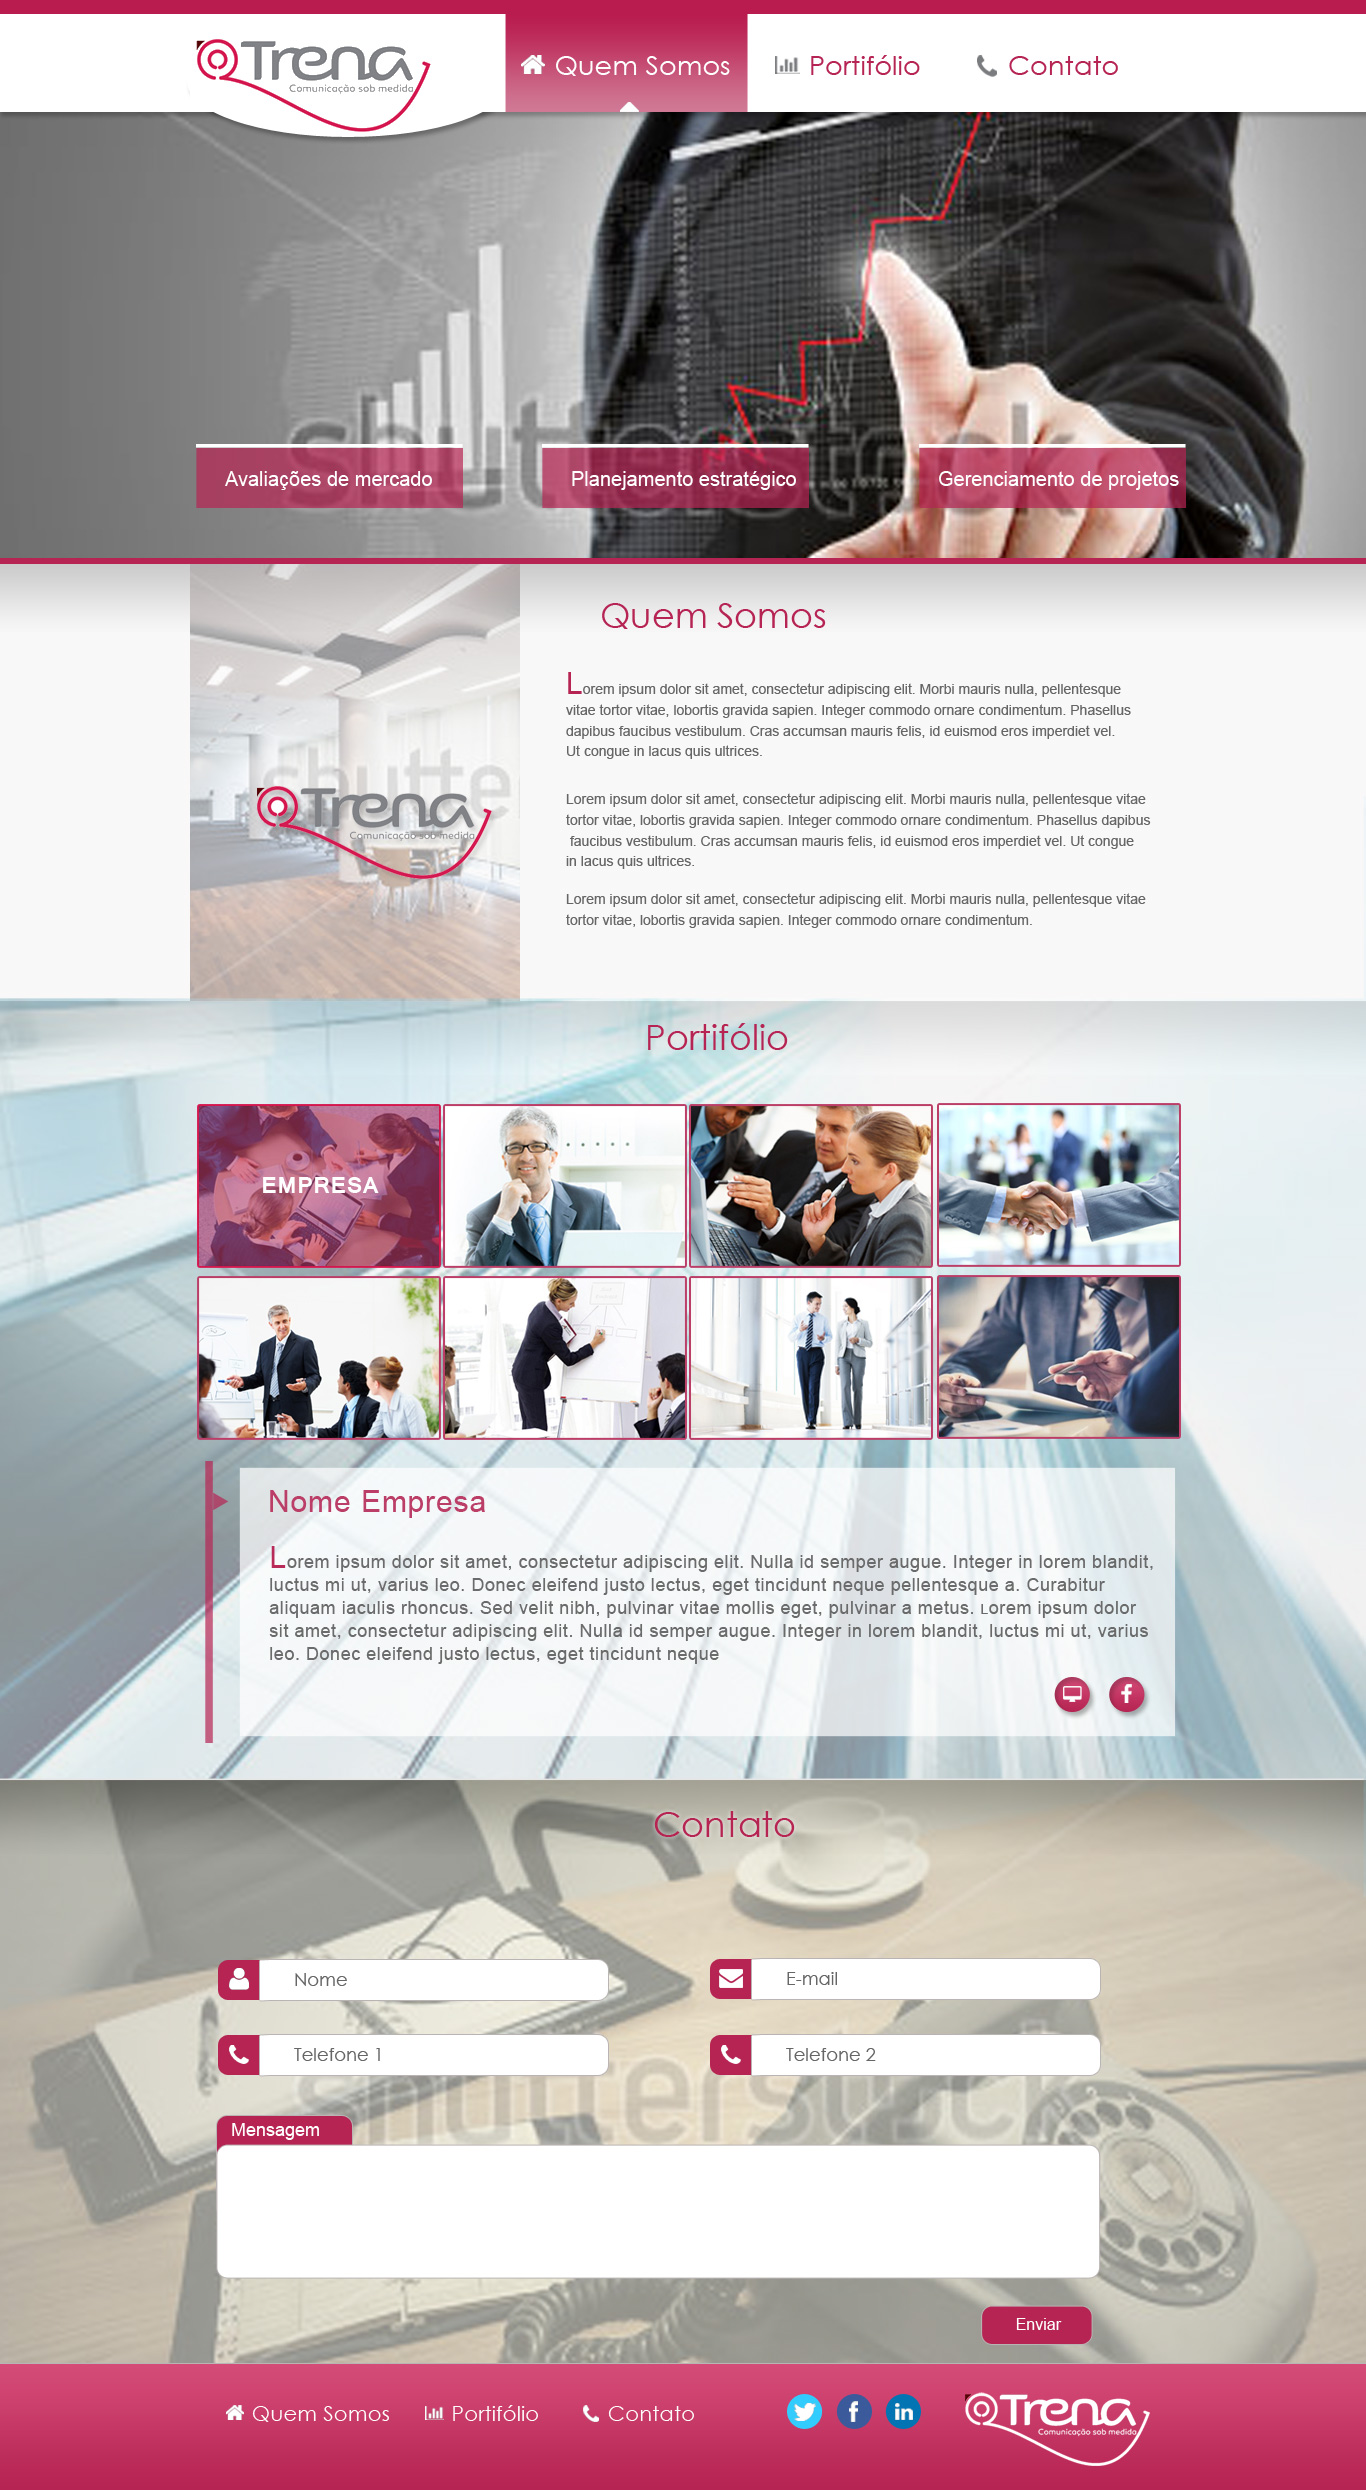 Trena
Comunicação sob medida
Quem Somos
Portifólio
Contato
shutterstock
Avaliações de mercado
Planejamento estratégico
Gerenciamento de projetos
Quem Somos
Lorem ipsum dolor sit amet, consectetur adipiscing elit. Morbi mauris nulla, pellentesque
vitae tortor vitae, lobortis gravida sapien. Integer commodo ornare condimentum. Phasellus
dapibus faucibus vestibulum. Cras accumsan mauris felis, id euismod eros imperdiet vel.
Ut congue in lacus quis ultrices.
shutte
Trena
Comunicação sob medida
Lorem ipsum dolor sit amet, consectetur adipiscing elit. Morbi mauris nulla, pellentesque vitae
tortor vitae, lobortis gravida sapien. Integer commodo ornare condimentum. Phasellus dapibus
faucibus vestibulum. Cras accumsan mauris felis, id euismod eros imperdiet vel. Ut congue
in lacus quis ultrices.
Lorem ipsum dolor sit amet, consectetur adipiscing elit. Morbi mauris nulla, pellentesque vitae
tortor vitae, lobortis gravida sapien. Integer commodo ornare condimentum.
Portifólio
EMPRESA
Nome Empresa
Lorem ipsum dolor sit amet, consectetur adipiscing elit. Nulla id semper augue. Integer in lorem blandit,
luctus mi ut, varius leo. Donec eleifend justo lectus, eget tincidunt neque pellentesque a. Curabitur
aliquam iaculis rhoncus. Sed velit nibh, pulvinar vitae mollis eget, pulvinar a metus. Lorem ipsum dolor
sit amet, consectetur adipiscing elit. Nulla id semper augue. Integer in lorem blandit, luctus mi ut, varius
leo. Donec eleifend justo lectus, eget tincidunt neque
Contato
Nome
E-mail
Telefone 1
Telefone 2
shutterstock
Mensagem
Enviar
Quem Somos
Portifólio
Contato
Trena
Comunicação sob medida